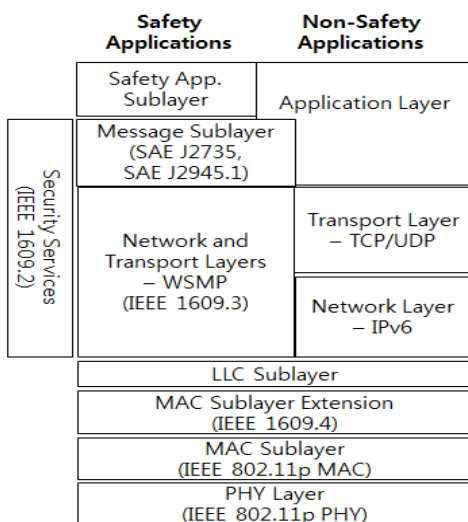 Safety
Applications
Non-Safety
Applications
Safety App.
Sublayer
Application Layer
Message Sublayer
(SAE J2735,
SAE J2945.1)
Security Services
(IEEE 1609.2)
Network and
Transport Layers
– WSMP
(IEEE 1609.3)
Transport Layer
– TCP/UDP
Network Layer
– IPv6
LLC Sublayer
MAC Sublayer Extension
(IEEE 1609.4)
MAC Sublayer
(IEEE 802.11p MAC)
PHY Layer
(IEEE 802.11p PHY)